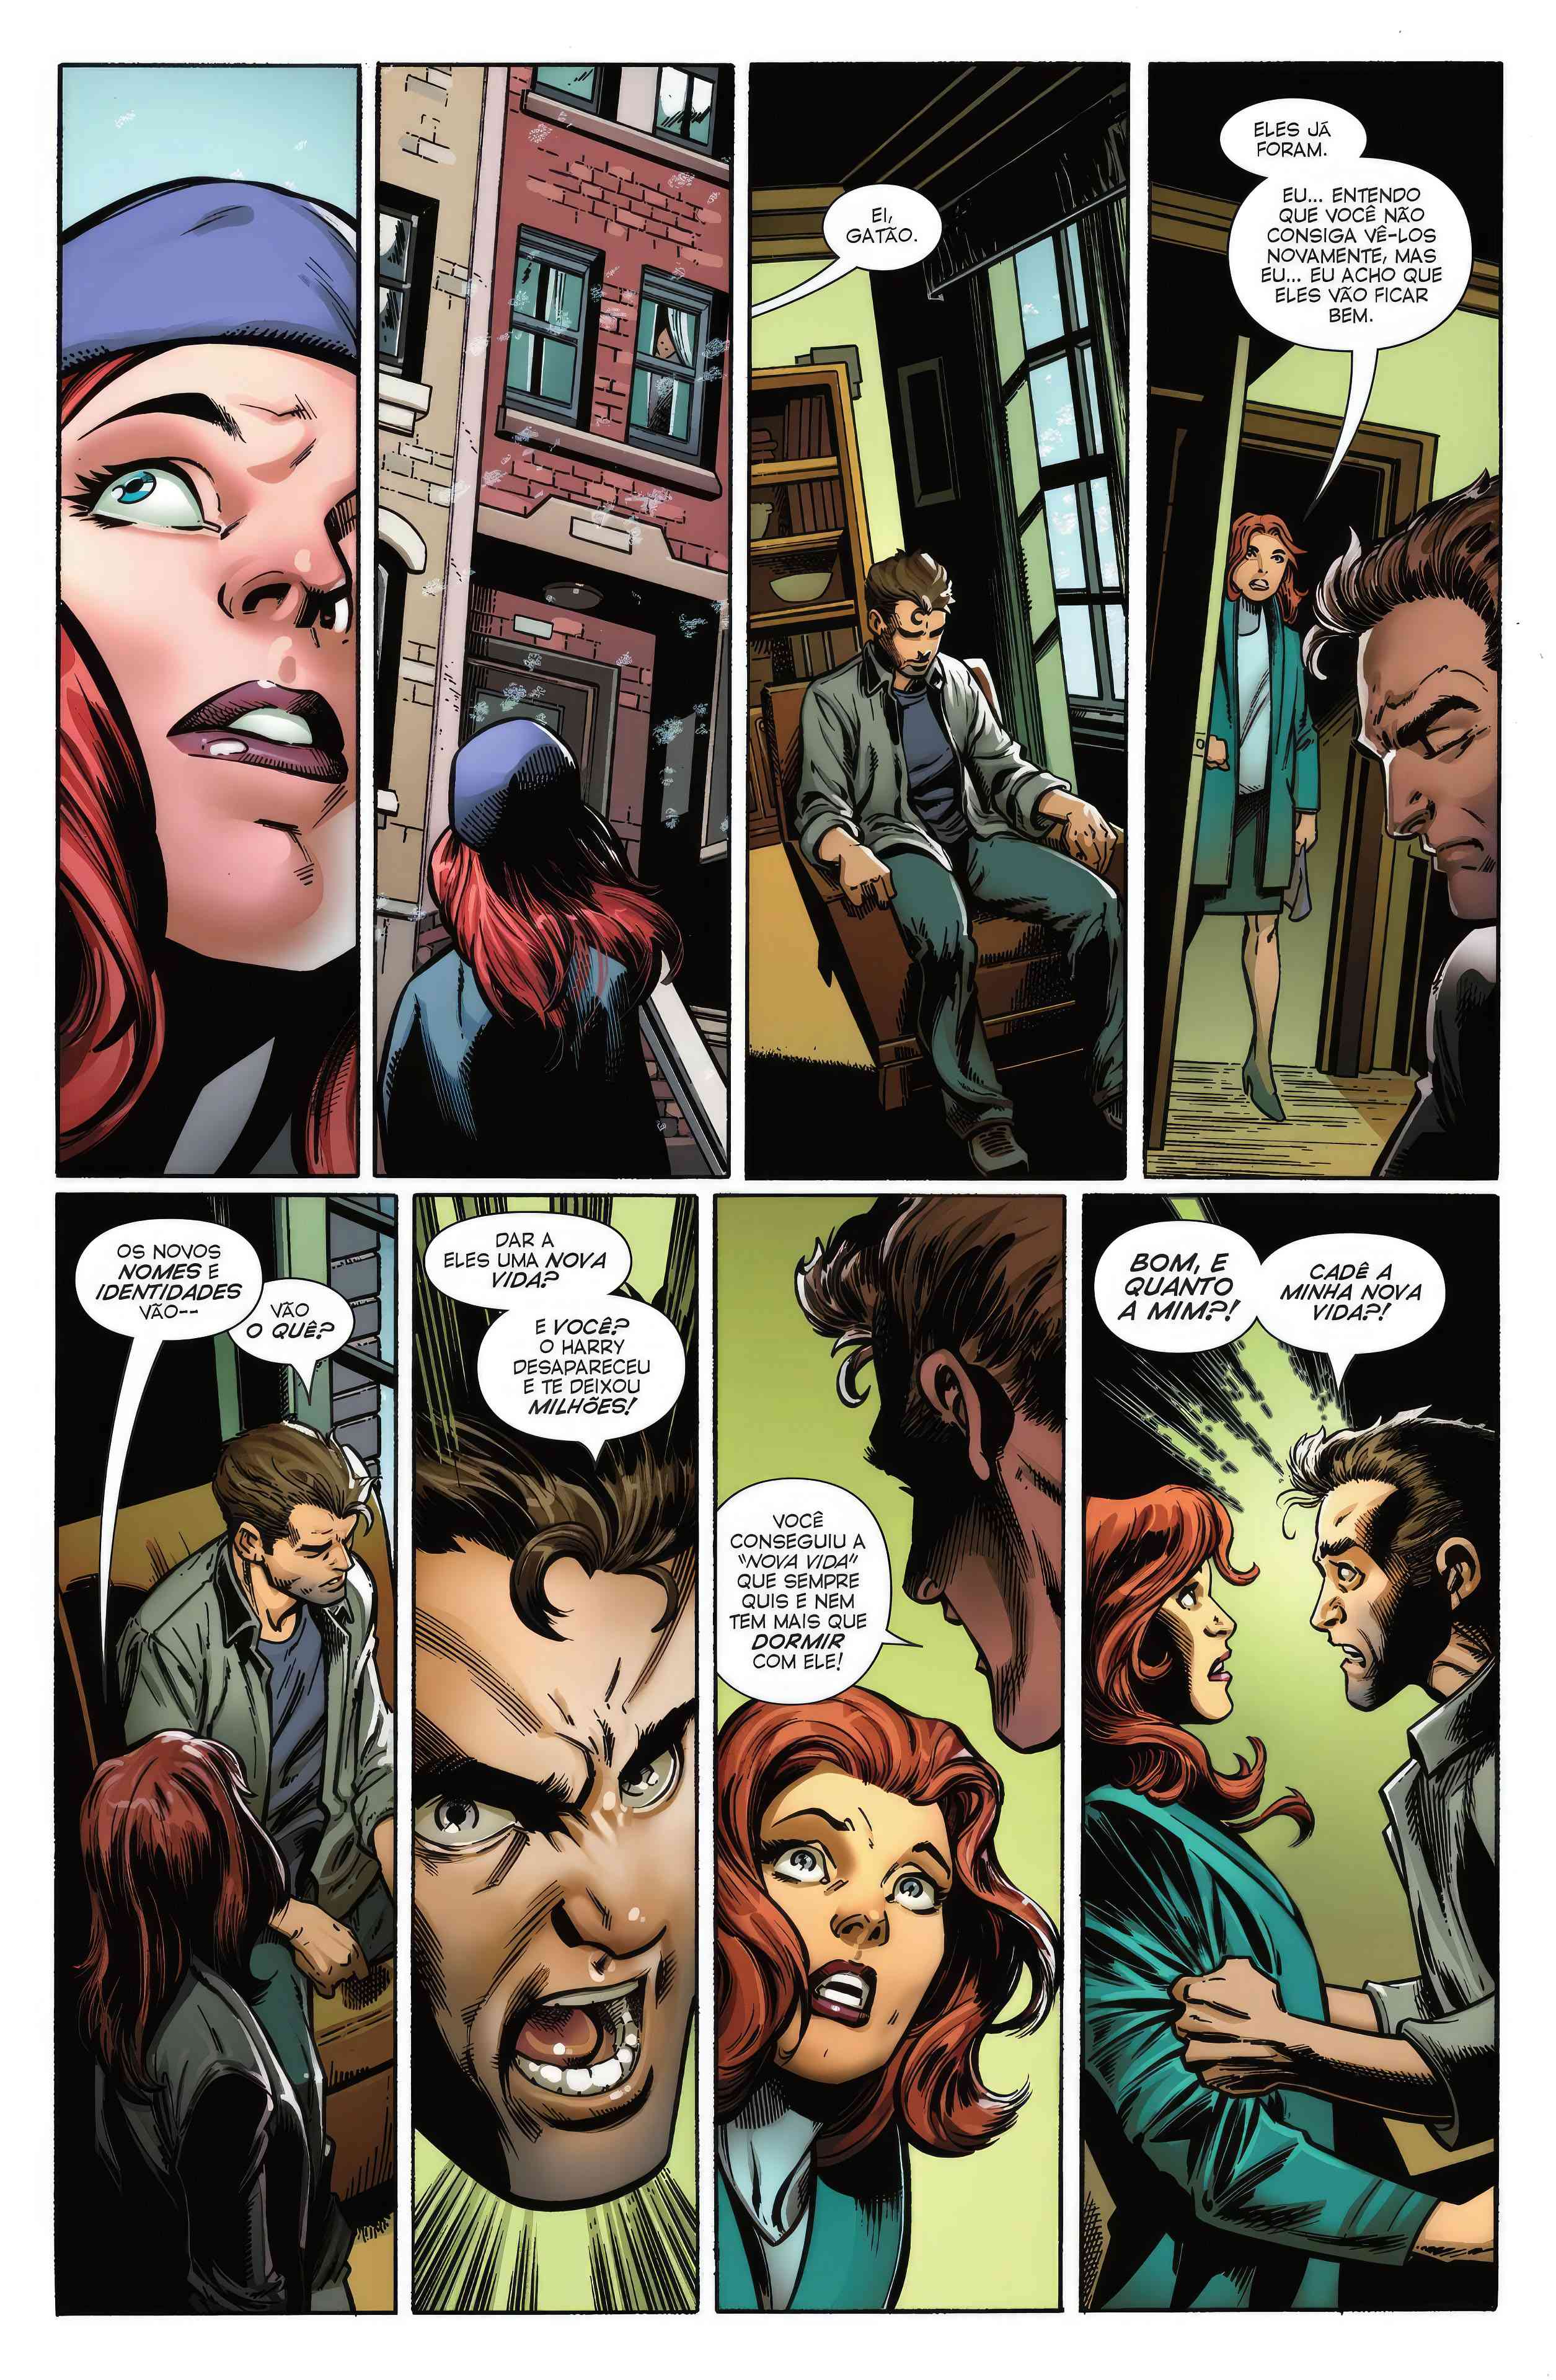 EI,
GATÃO.
ELES JÁ
FORAM.
EU... ENTENDO
QUE VOCÊ NÃO
CONSIGA VÊ-LOS
NOVAMENTE, MAS
EU... EU ACHO QUE
ELES VÃO FICAR
BEM.
OS NOVOS
NOMES E
IDENTIDADES
VÃO--
VÃO
O QUÊ?
DAR A
ELES UMA NOVA
VIDA?
E VOCÊ?
O HARRY
DESAPARECEU
E TE DEIXOU
MILHÕES!
VOCÊ
CONSEGUIU A
"NOVA VIDA"
QUE SEMPRE
QUIS E NEM
TEM MAIS QUE
DORMIR
COM ELE!
BOM, E
QUANTO
A MIM?!
CADÊ A
MINHA NOVA
VIDA?!